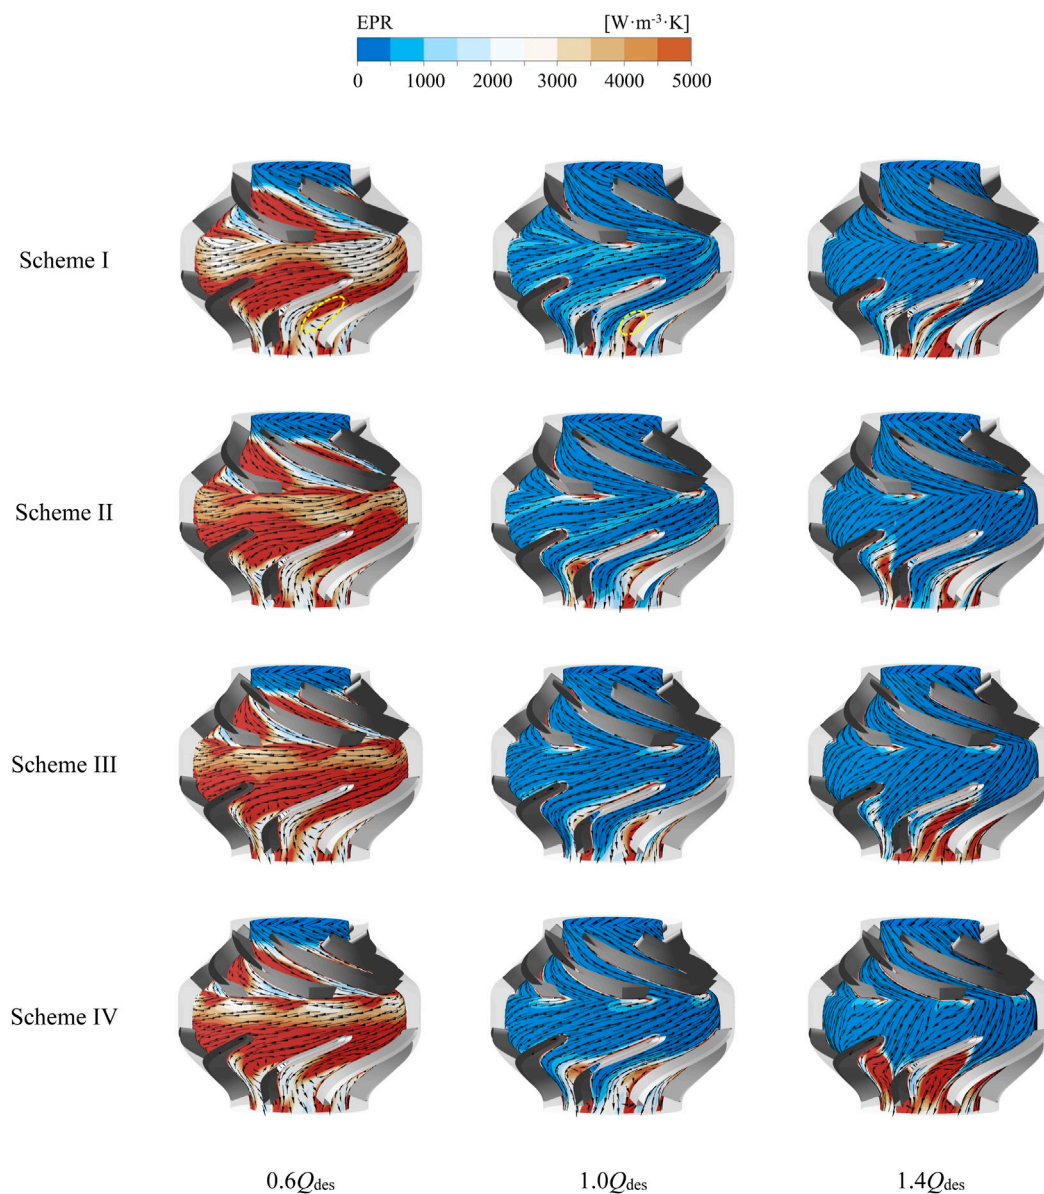 EPR [W·m⁻³·K]
0 1000 2000 3000 4000 5000
Scheme I
Scheme II
Scheme III
Scheme IV
0.6Qdes 1.0Qdes 1.4Qdes